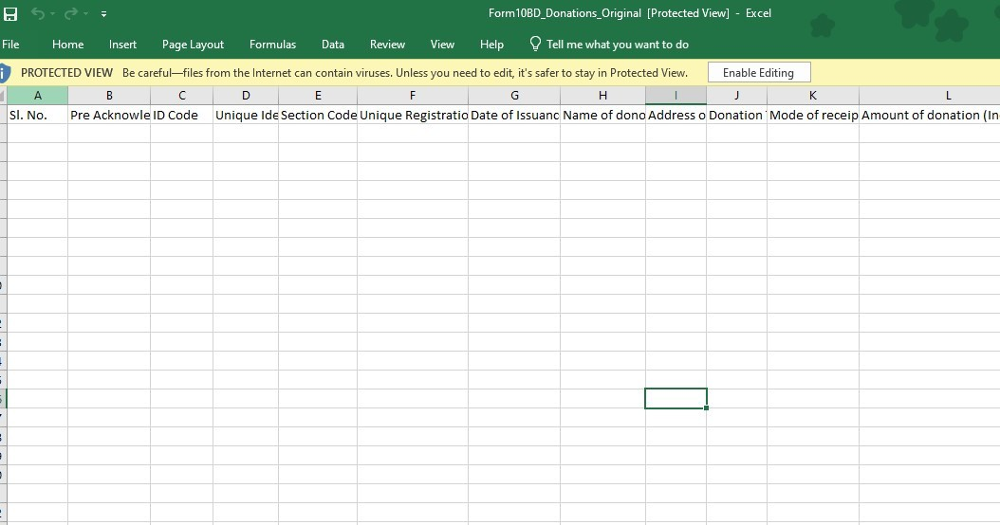 Form10BD_Donations_Original [Protected View] - Excel
File Home Insert Page Layout Formulas Data Review View Help Tell me what you want to do
PROTECTED VIEW Be careful—files from the Internet can contain viruses. Unless you need to edit, it's safer to stay in Protected View. Enable Editing
A B C D E F G H I J K L
Sl. No. Pre Acknowle ID Code Unique Ide Section Code Unique Registratio Date of Issuanc Name of dono Address o Donation Mode of receip Amount of donation (In